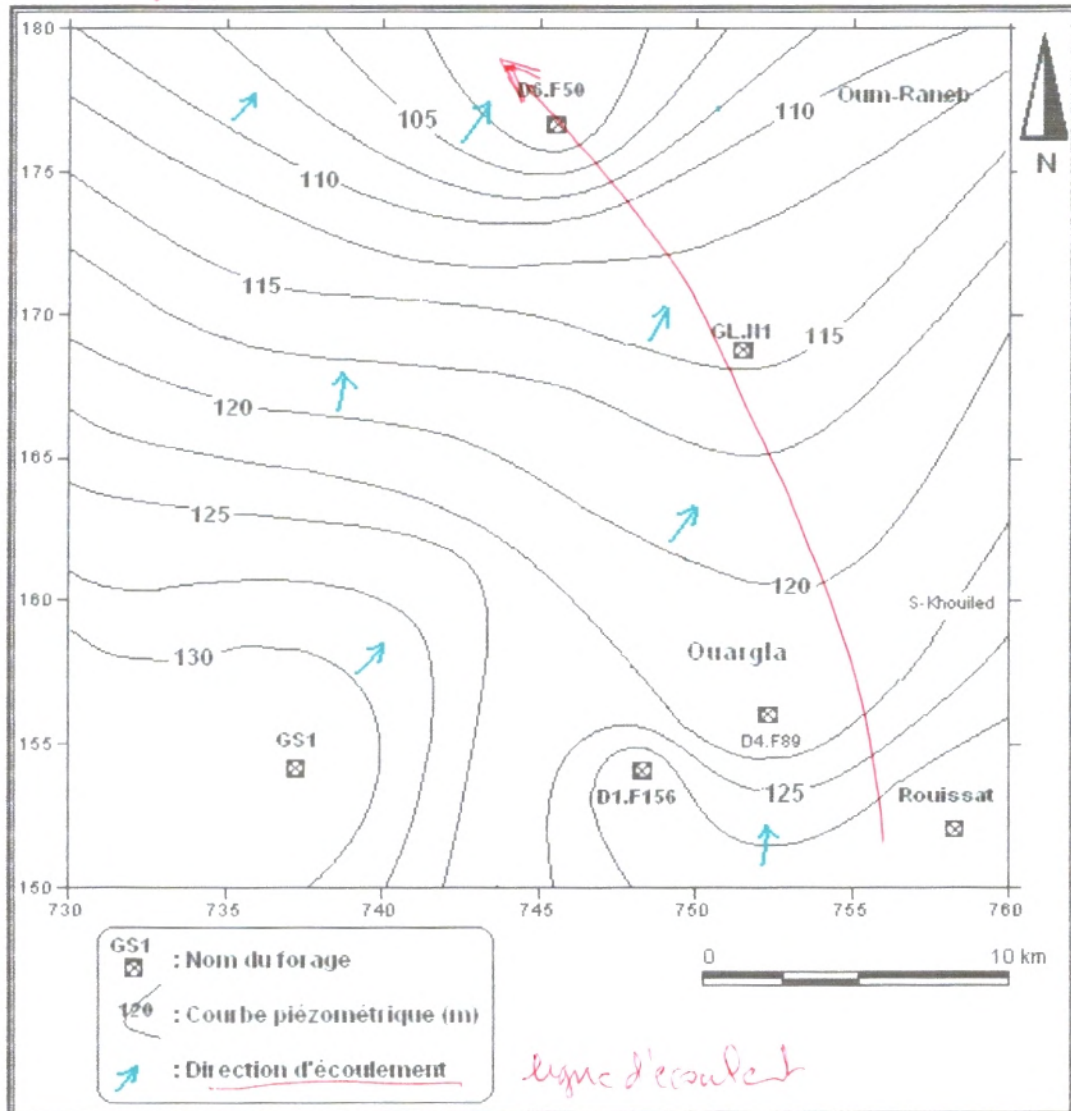 180
D6.F50
Oum-Raneb
105
110
110
N
175
115
170
GL.H1
115
120
165
125
120
160
S-Khouiled
130
Ouargla
GS1
D4.F89
155
125
D1.F156
Rouissat
150
730
735
740
745
750
755
760
GS1
: Nom du forage
0
10 km
120
: Courbe piézométrique (m)
: Direction d'écoulement
ligne d'écoulent